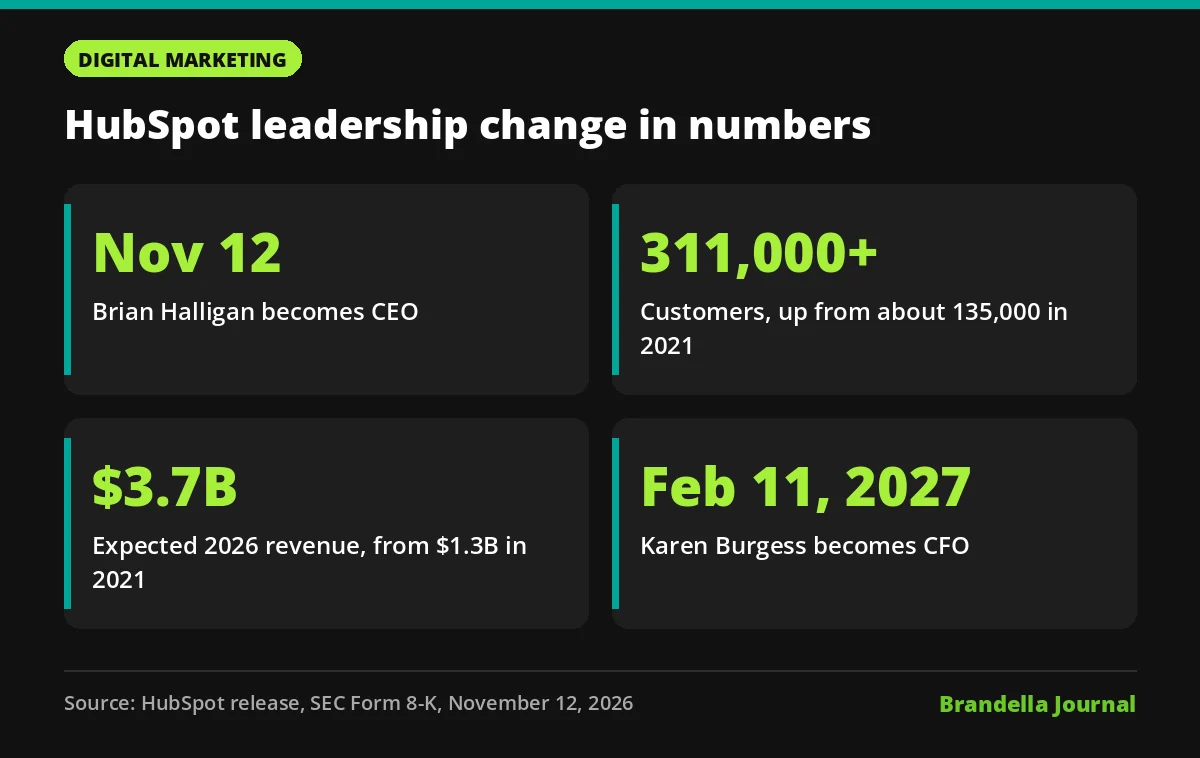 DIGITAL MARKETING
HubSpot leadership change in numbers
Nov 12
Brian Halligan becomes CEO
311,000+
Customers, up from about 135,000 in
2021
$3.7B
Expected 2026 revenue, from $1.3B in
2021
Feb 11, 2027
Karen Burgess becomes CFO
Source: HubSpot release, SEC Form 8-K, November 12, 2026
Brandella Journal